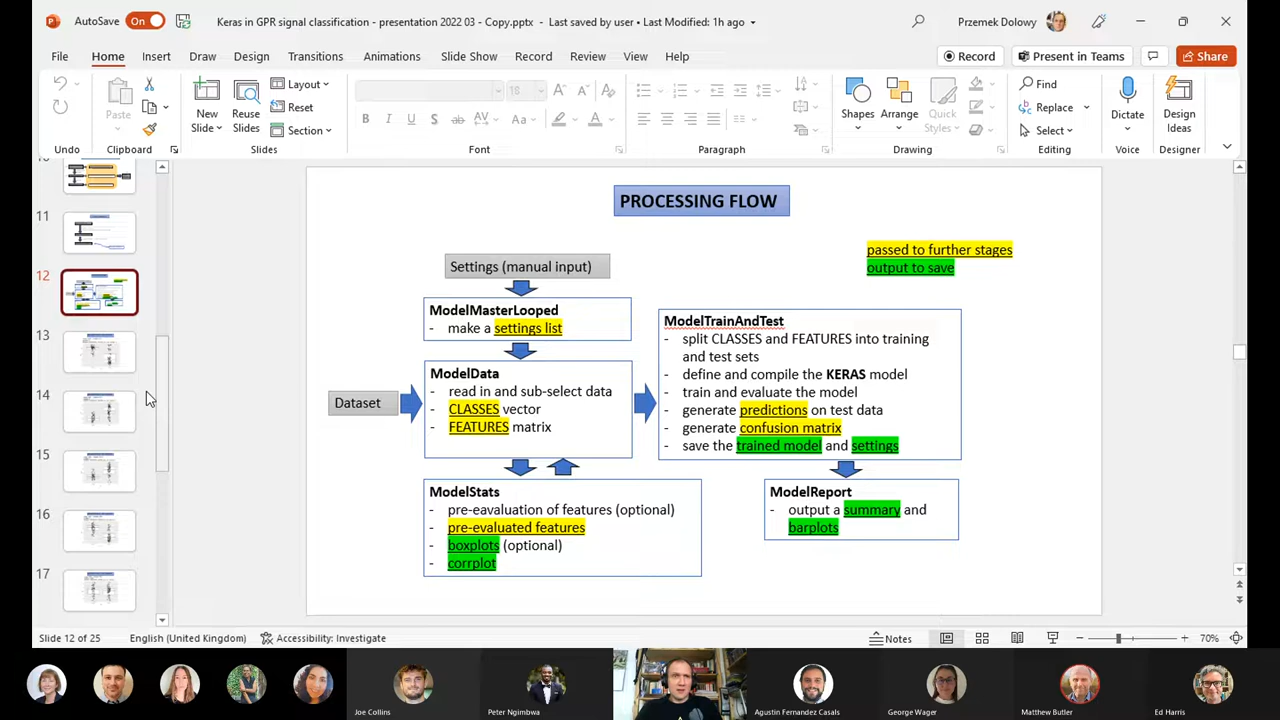 AutoSave On Keras in GPR signal classification - presentation 2022 03 - Copy.pptx - Last saved by user • Last Modified: 1h ago Przemek Dolowy
File Home Insert Draw Design Transitions Animations Slide Show Record Review View Help Record Present in Teams Share
Paste New Slide Reuse Slides Layout Reset Section 18 B I U S ab AV Aa A Shapes Arrange Quick Styles Find Replace Select Dictate Design Ideas
Undo Clipboard Slides Font Paragraph Drawing Editing Voice Designer
11
12
13
14
15
16
17
PROCESSING FLOW
passed to further stages
output to save
Settings (manual input)
ModelMasterLooped
- make a settings list
Dataset
ModelData
- read in and sub-select data
- CLASSES vector
- FEATURES matrix
ModelTrainAndTest
- split CLASSES and FEATURES into training
and test sets
- define and compile the KERAS model
- train and evaluate the model
- generate predictions on test data
- generate confusion matrix
- save the trained model and settings
ModelStats
- pre-eavaluation of features (optional)
- pre-evaluated features
- boxplots (optional)
- corrplot
ModelReport
- output a summary and
barplots
Slide 12 of 25 English (United Kingdom) Accessibility: Investigate Notes 70%
Joe Collins Peter Ngimbwa Agustin Fernandez Casals George Wager Matthew Butler Ed Harris